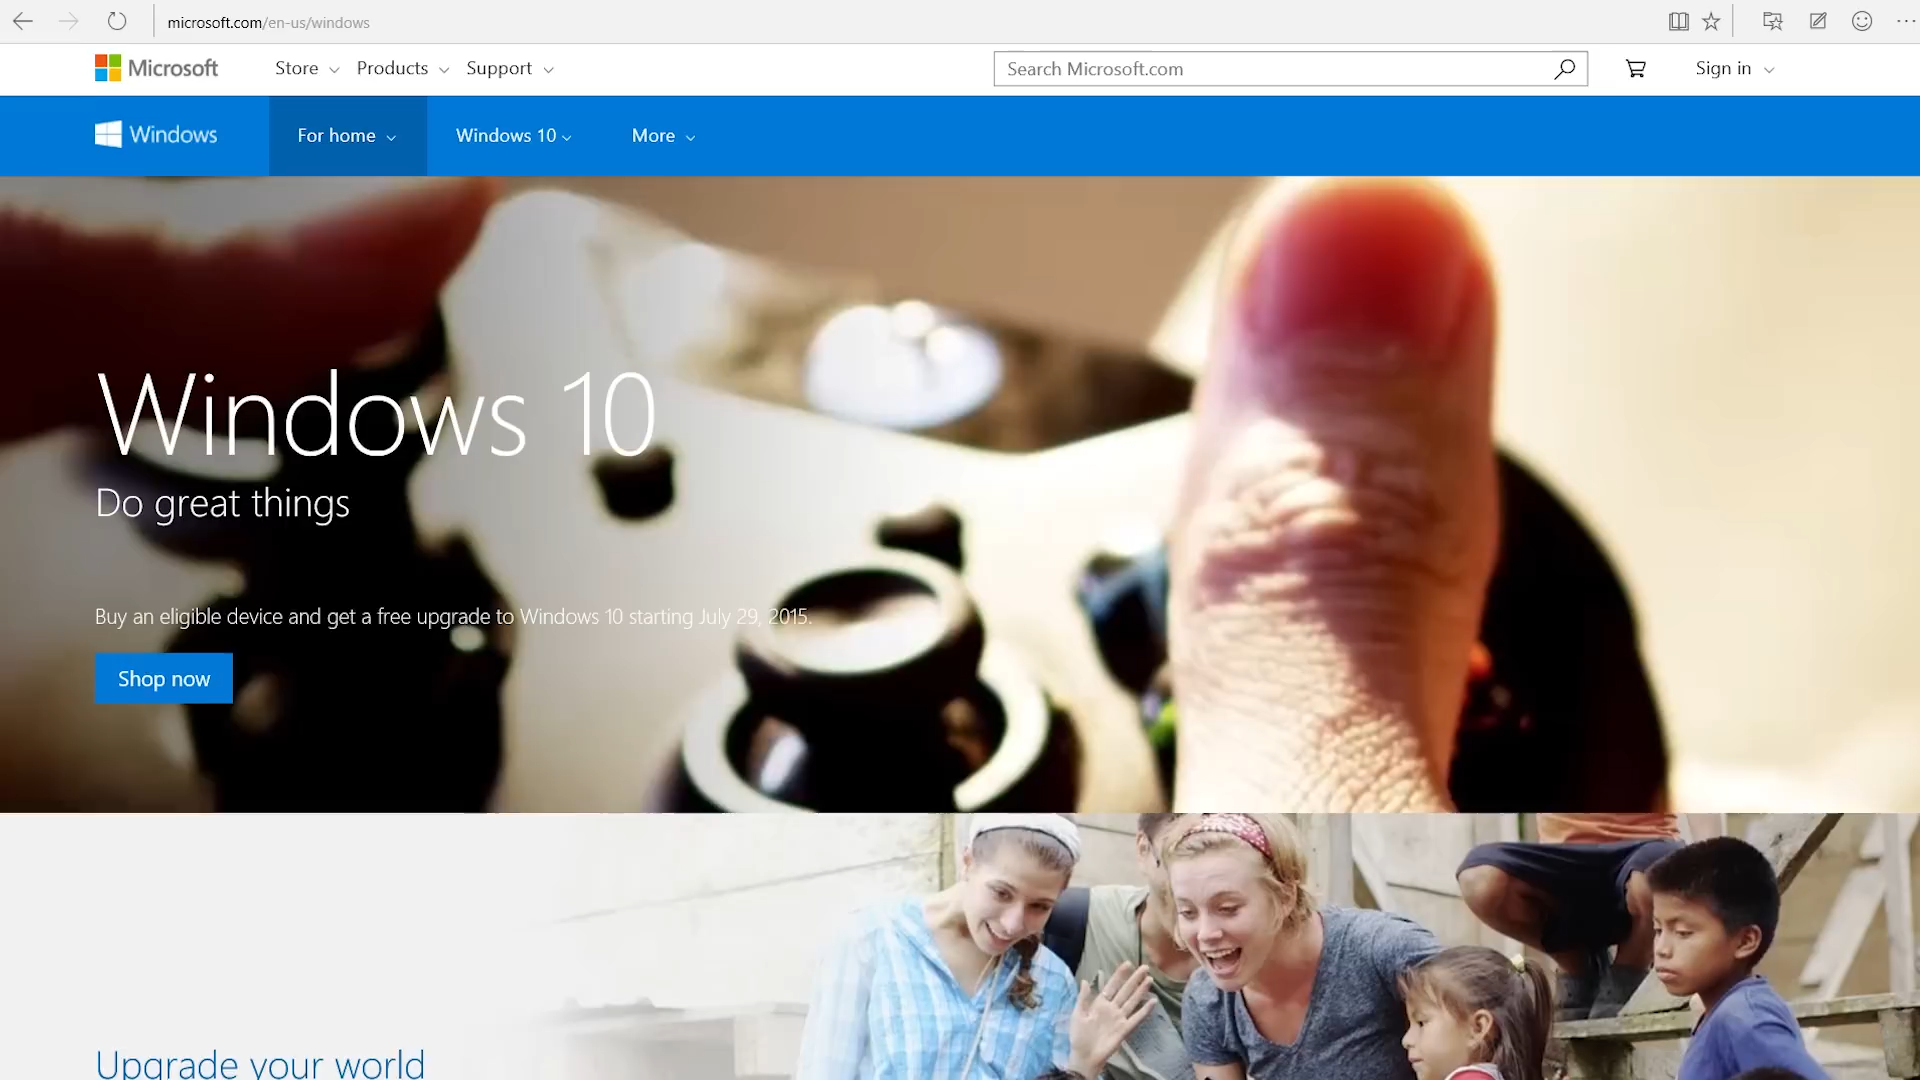 microsoft.com/en-us/windows
Microsoft Store Products Support Search Microsoft.com Sign in
Windows For home Windows 10 More
Windows 10
Do great things
Buy an eligible device and get a free upgrade to Windows 10 starting July 29, 2015.
Shop now
Upgrade your world